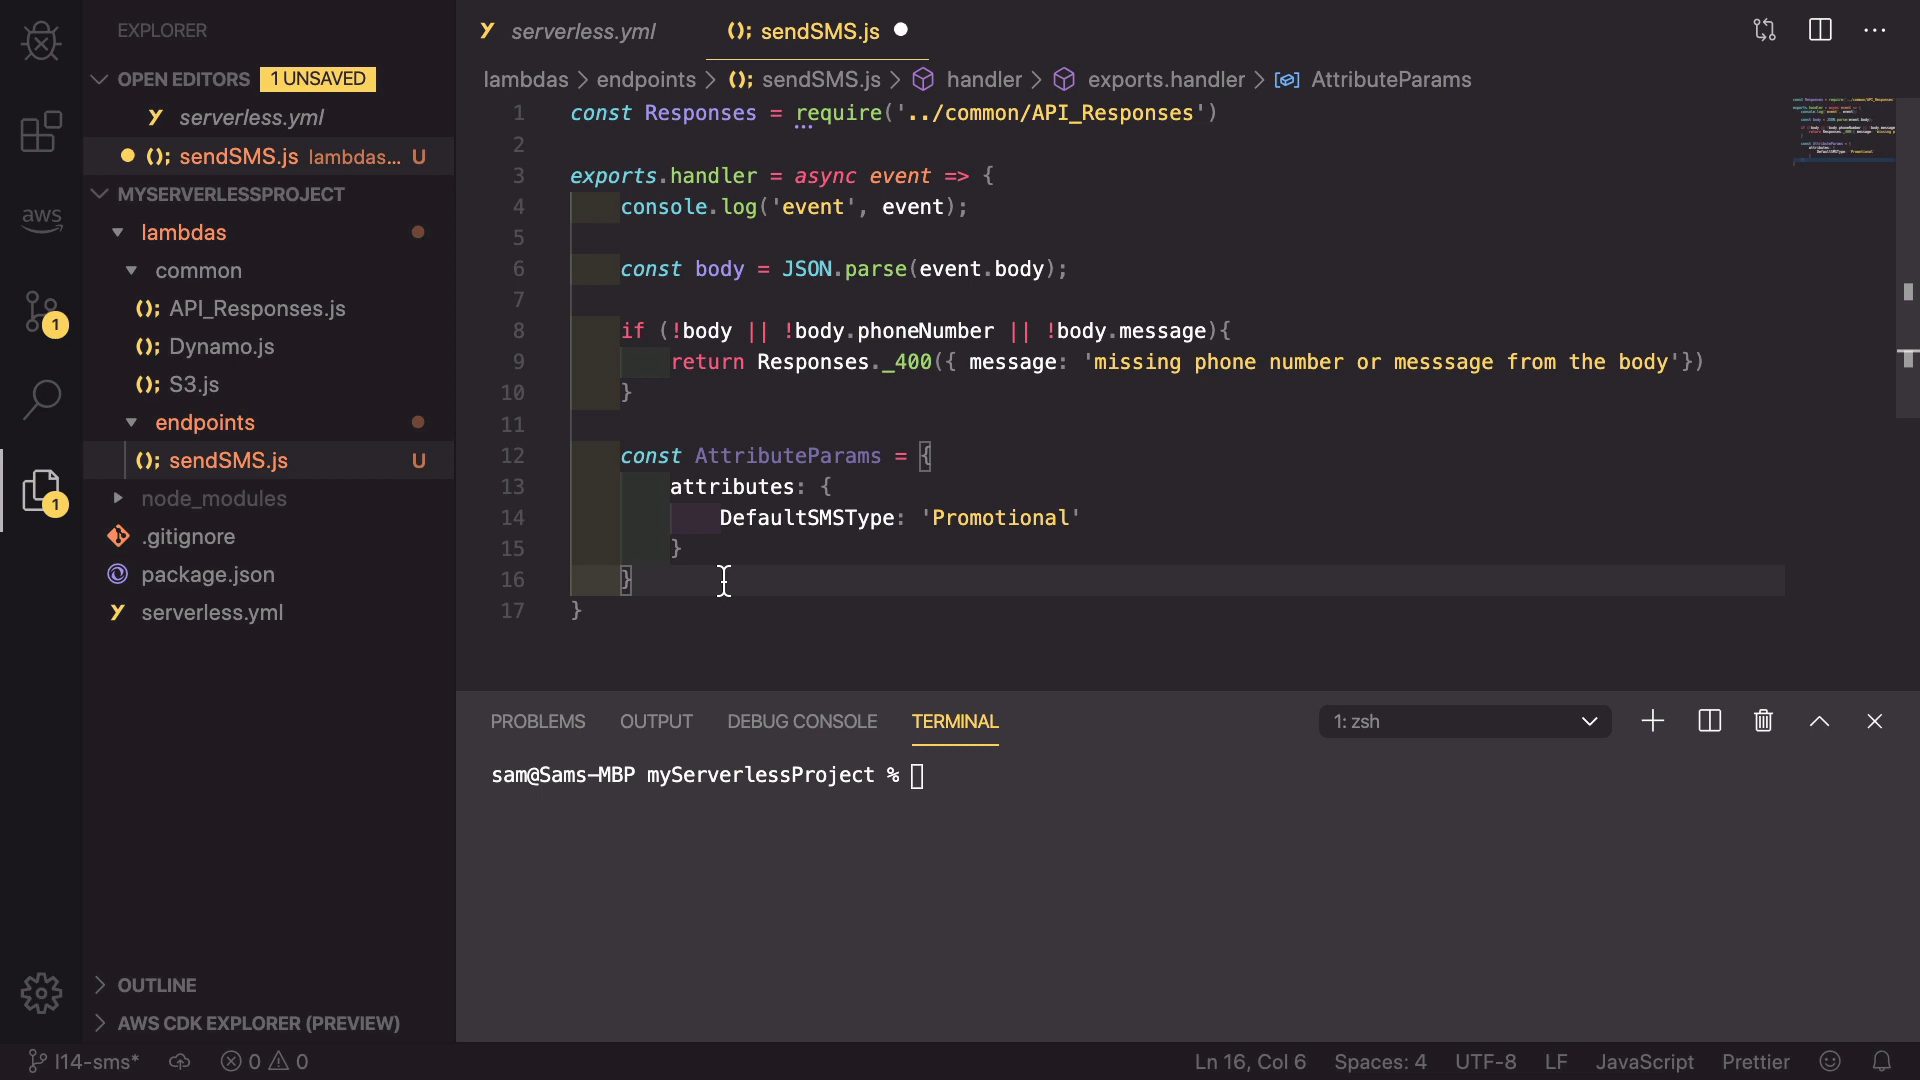 EXPLORER
OPEN EDITORS 1 UNSAVED
serverless.yml
sendSMS.js lambdas... U
MYSERVERLESSPROJECT
lambdas
common
API_Responses.js
Dynamo.js
S3.js
endpoints
sendSMS.js U
node_modules
.gitignore
package.json
serverless.yml
OUTLINE
AWS CDK EXPLORER (PREVIEW)
aws
1
1
serverless.yml
(); sendSMS.js
lambdas > endpoints > (); sendSMS.js > handler > exports.handler > AttributeParams
1 const Responses = require('../common/API_Responses')
2
3 exports.handler = async event => {
4 console.log('event', event);
5
6 const body = JSON.parse(event.body);
7
8 if (!body || !body.phoneNumber || !body.message){
9 return Responses._400({ message: 'missing phone number or messsage from the body'})
10 }
11
12 const AttributeParams = {
13 attributes: {
14 DefaultSMSType: 'Promotional'
15 }
16 }
17 }
PROBLEMS OUTPUT DEBUG CONSOLE TERMINAL 1: zsh
sam@Sams-MBP myServerlessProject %
l14-sms* 0 0 Ln 16, Col 6 Spaces: 4 UTF-8 LF JavaScript Prettier